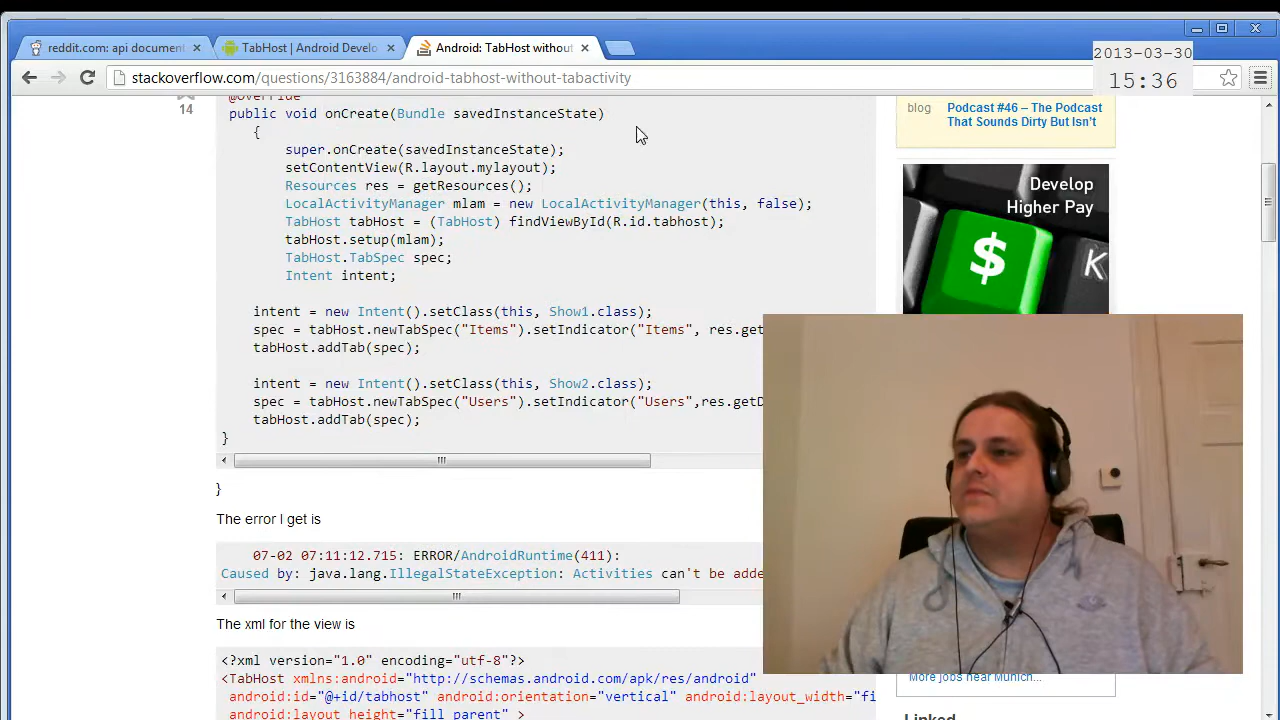 reddit.com: api document
TabHost | Android Develo
Android: TabHost without
2013-03-30
15:36
stackoverflow.com/questions/3163884/android-tabhost-without-tabactivity
14
@Override
public void onCreate(Bundle savedInstanceState)
{
super.onCreate(savedInstanceState);
setContentView(R.layout.mylayout);
Resources res = getResources();
LocalActivityManager mlam = new LocalActivityManager(this, false);
TabHost tabHost = (TabHost) findViewById(R.id.tabhost);
tabHost.setup(mlam);
TabHost.TabSpec spec;
Intent intent;
intent = new Intent().setClass(this, Show1.class);
spec = tabHost.newTabSpec("Items").setIndicator("Items", res.get
tabHost.addTab(spec);
intent = new Intent().setClass(this, Show2.class);
spec = tabHost.newTabSpec("Users").setIndicator("Users",res.getD
tabHost.addTab(spec);
}
}
The error I get is
07-02 07:11:12.715: ERROR/AndroidRuntime(411):
Caused by: java.lang.IllegalStateException: Activities can't be adde
The xml for the view is
<?xml version="1.0" encoding="utf-8"?>
<TabHost xmlns:android="http://schemas.android.com/apk/res/android"
android:id="@+id/tabhost" android:orientation="vertical" android:layout_width="fi
android:layout_height="fill_parent" >
blog
Podcast #46 – The Podcast
That Sounds Dirty But Isn't
Develop
Higher Pay
$
K
More jobs near Munich...
Linked